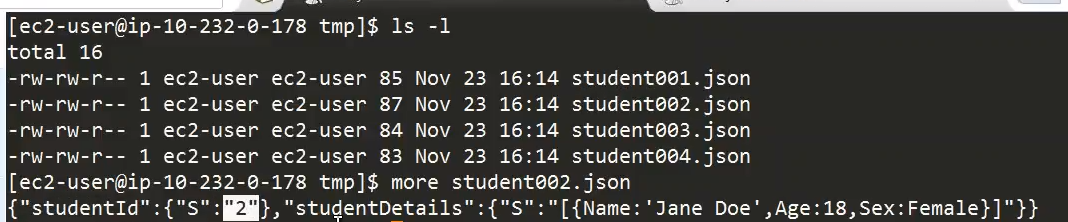 [ec2-user@ip-10-232-0-178 tmp]$ ls -l
total 16
-rw-rw-r-- 1 ec2-user ec2-user 85 Nov 23 16:14 student001.json
-rw-rw-r-- 1 ec2-user ec2-user 87 Nov 23 16:14 student002.json
-rw-rw-r-- 1 ec2-user ec2-user 84 Nov 23 16:14 student003.json
-rw-rw-r-- 1 ec2-user ec2-user 83 Nov 23 16:14 student004.json
[ec2-user@ip-10-232-0-178 tmp]$ more student002.json
{"studentId":{"S":"2"},"studentDetails":{"S":"[{Name:'Jane Doe',Age:18,Sex:Female}]"}}